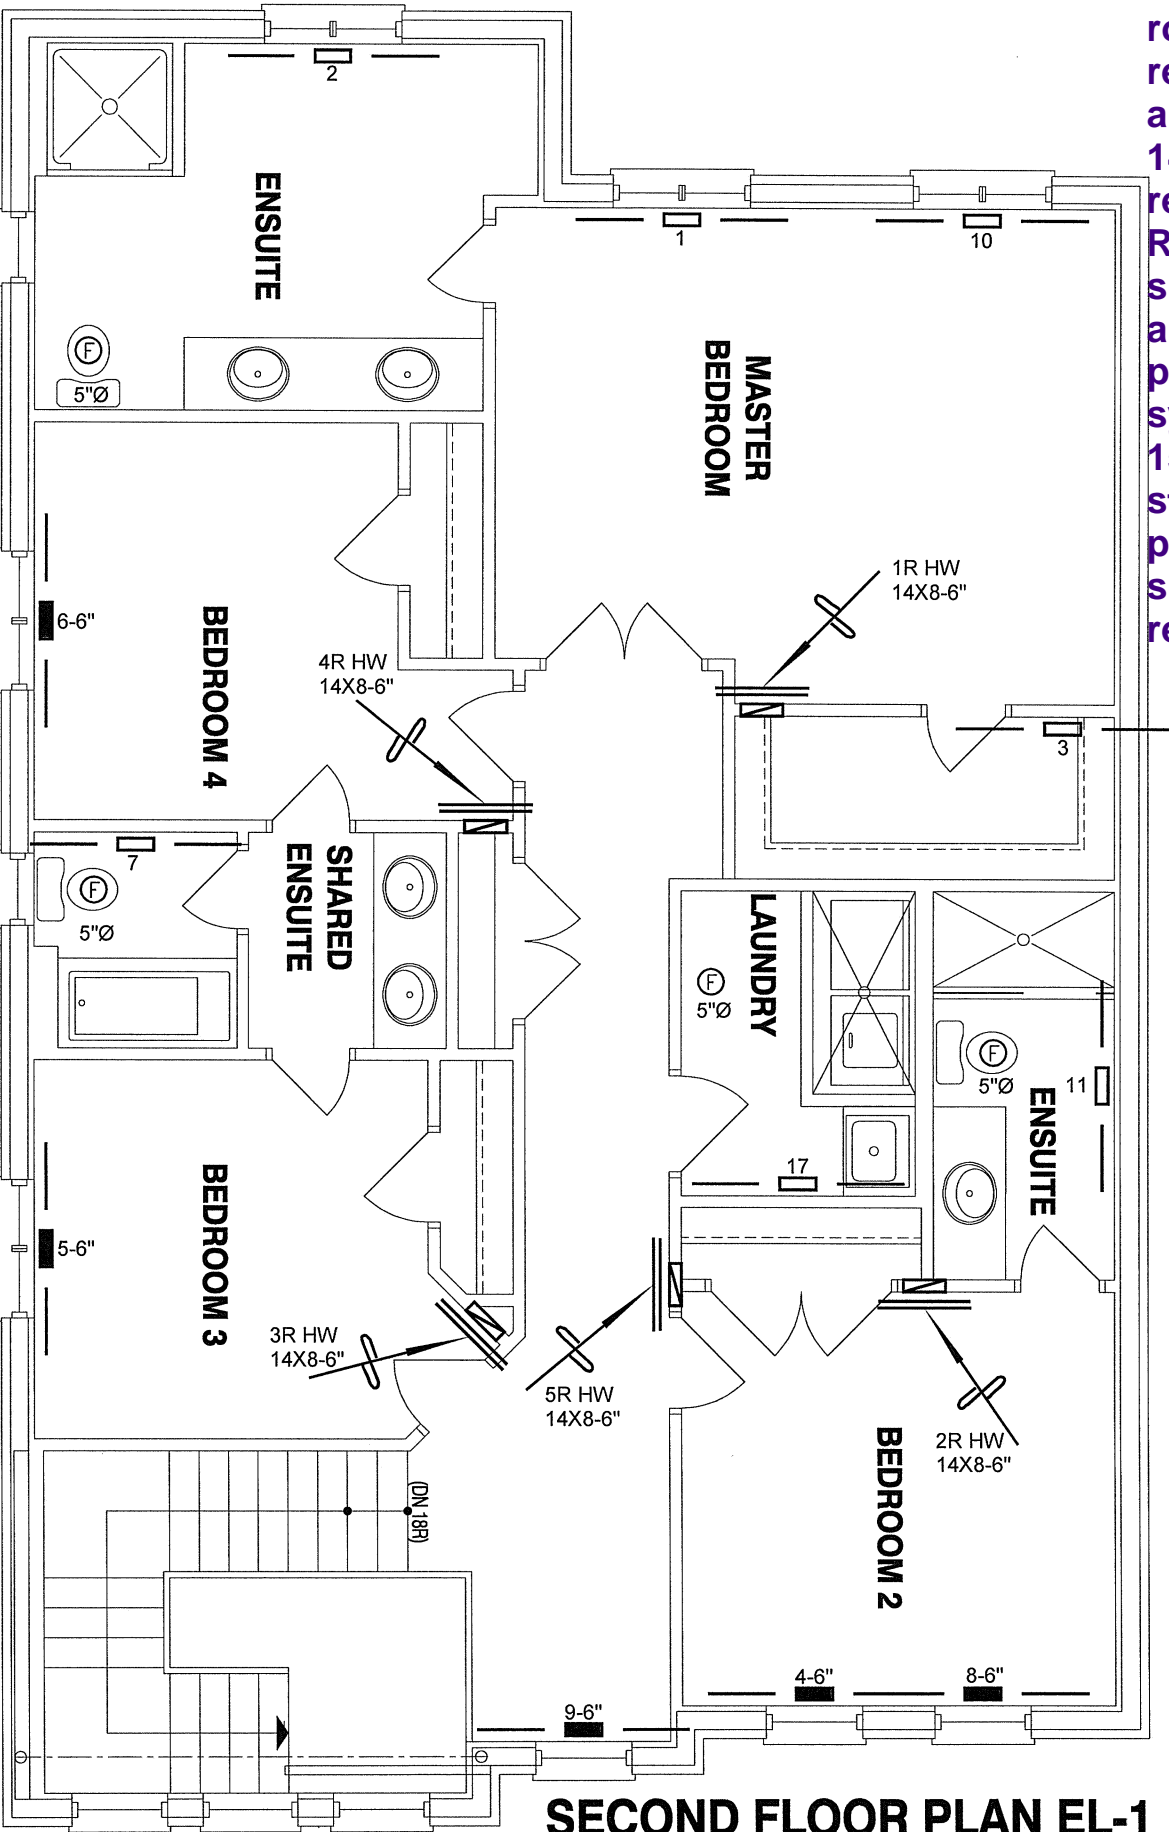 2
ENSUITE
1
10
F
5"Ø
MASTER
BEDROOM
1R HW
14X8-6"
6-6"
BEDROOM 4
4R HW
14X8-6"
3
7
F
5"Ø
SHARED
ENSUITE
LAUNDRY
F
5"Ø
F
5"Ø
11
ENSUITE
17
5-6"
BEDROOM 3
3R HW
14X8-6"
5R HW
14X8-6"
2R HW
14X8-6"
BEDROOM 2
(DN 18R)
4-6"
8-6"
9-6"
SECOND FLOOR PLAN EL-1